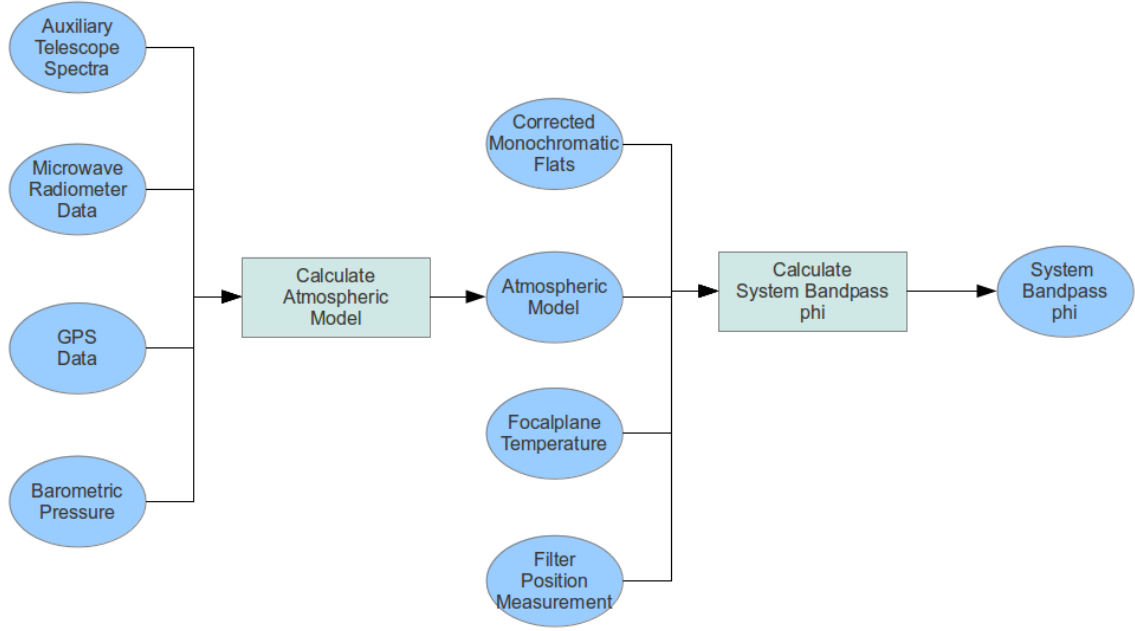 Auxiliary
Telescope
Spectra
Microwave
Radiometer
Data
GPS
Data
Barometric
Pressure
Calculate
Atmospheric
Model
Corrected
Monochromatic
Flats
Atmospheric
Model
Focalplane
Temperature
Filter
Position
Measurement
Calculate
System Bandpass
phi
System
Bandpass
phi